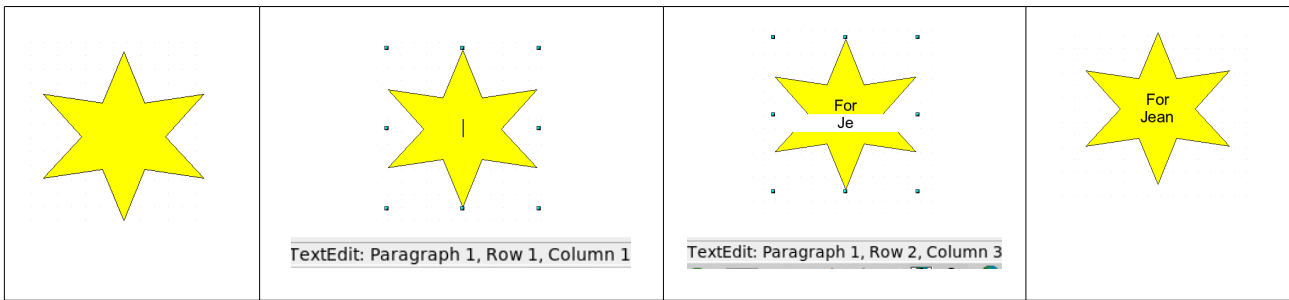 TextEdit: Paragraph 1, Row 1, Column 1
For
Je
TextEdit: Paragraph 1, Row 2, Column 3
For
Jean